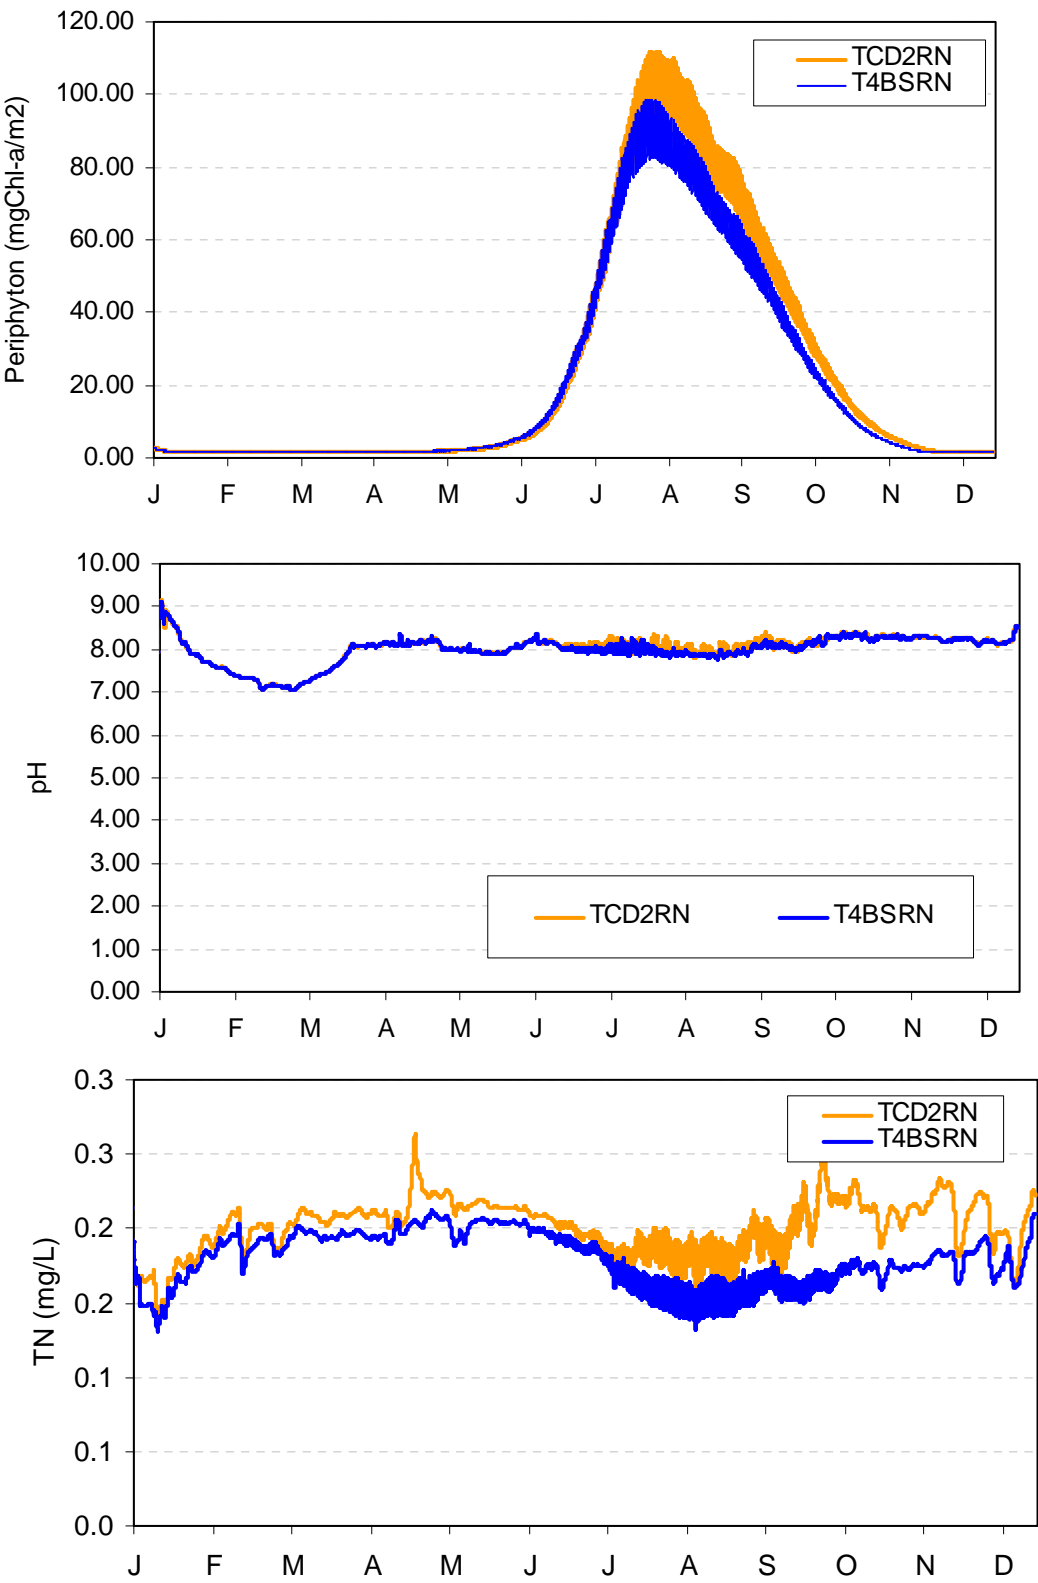 120.00
100.00
80.00
60.00
40.00
20.00
0.00
Periphyton (mgChl-a/m2)
TCD2RN
T4BSRN
J F M A M J J A S O N D
10.00
9.00
8.00
7.00
6.00
5.00
4.00
3.00
2.00
1.00
0.00
pH
TCD2RN T4BSRN
J F M A M J J A S O N D
0.3
0.3
0.2
0.2
0.1
0.1
0.0
TN (mg/L)
TCD2RN
T4BSRN
J F M A M J J A S O N D